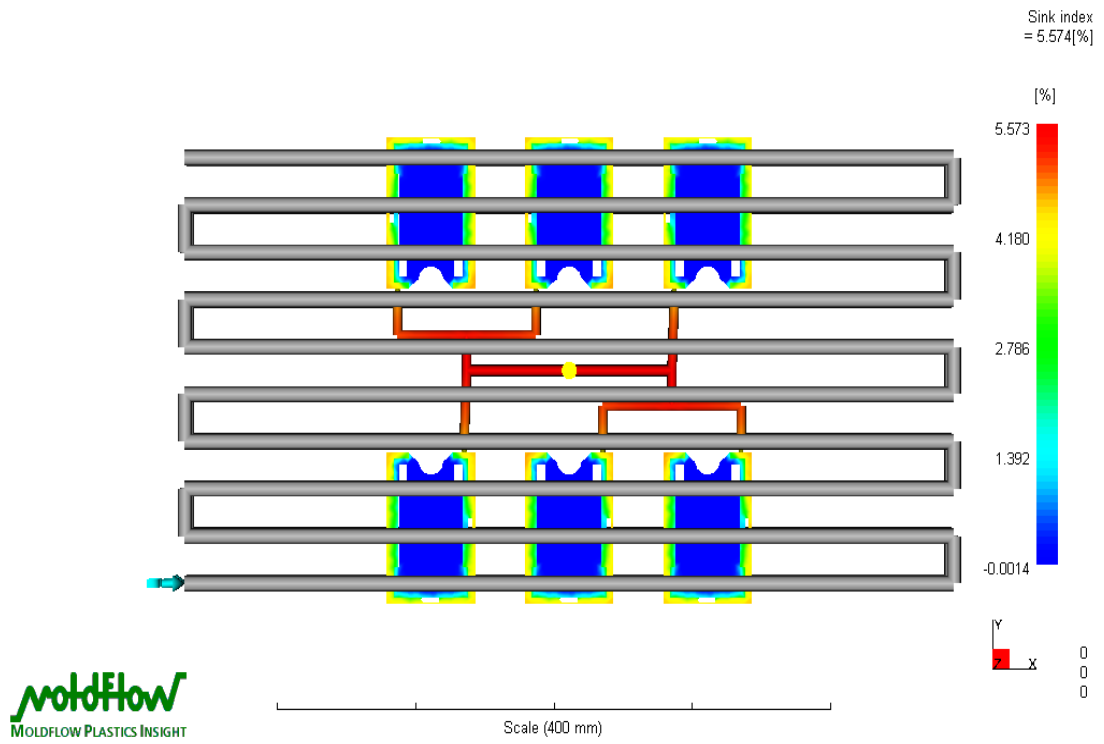 Sink index
= 5.574[%]
[%]
5.573
4.180
2.786
1.392
-0.0014
Y
Z X
0
0
0
moldflow
MOLDFLOW PLASTICS INSIGHT
Scale (400 mm)